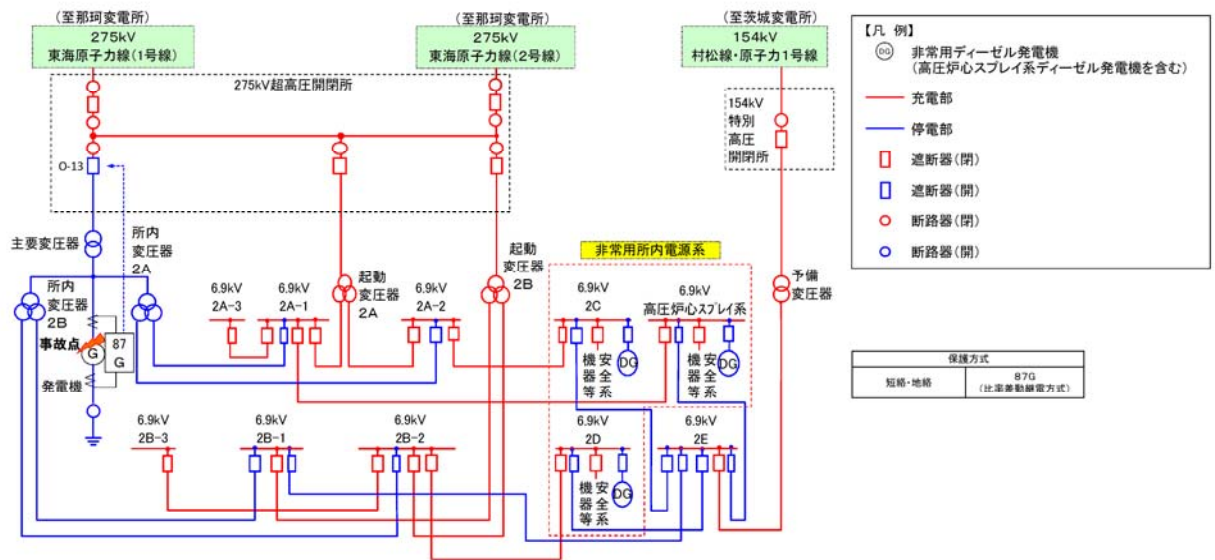 (至那珂変電所)
275kV
東海原子力線(1号線)
(至那珂変電所)
275kV
東海原子力線(2号線)
(至茨城変電所)
154kV
村松線・原子力1号線
275kV超高圧開閉所
154kV
特別
高圧
開閉所
O-13
主要変圧器
所内
変圧器
2A
所内
変圧器
2B
事故点
G
87
G
発電機
起動
変圧器
2A
起動
変圧器
2B
予備
変圧器
非常用所内電源系
6.9kV
2A-3
6.9kV
2A-1
6.9kV
2A-2
6.9kV
2C
6.9kV
高圧炉心スプレイ系
安全系
機器等
DG
安全系
機器等
DG
6.9kV
2B-3
6.9kV
2B-1
6.9kV
2B-2
6.9kV
2D
6.9kV
2E
安全系
機器等
DG
【凡 例】
DG
非常用ディーゼル発電機
(高圧炉心スプレイ系ディーゼル発電機を含む)
充電部
停電部
遮断器(閉)
遮断器(開)
断路器(閉)
断路器(開)
保護方式
短絡・地絡
87G
(比率差動継電方式)